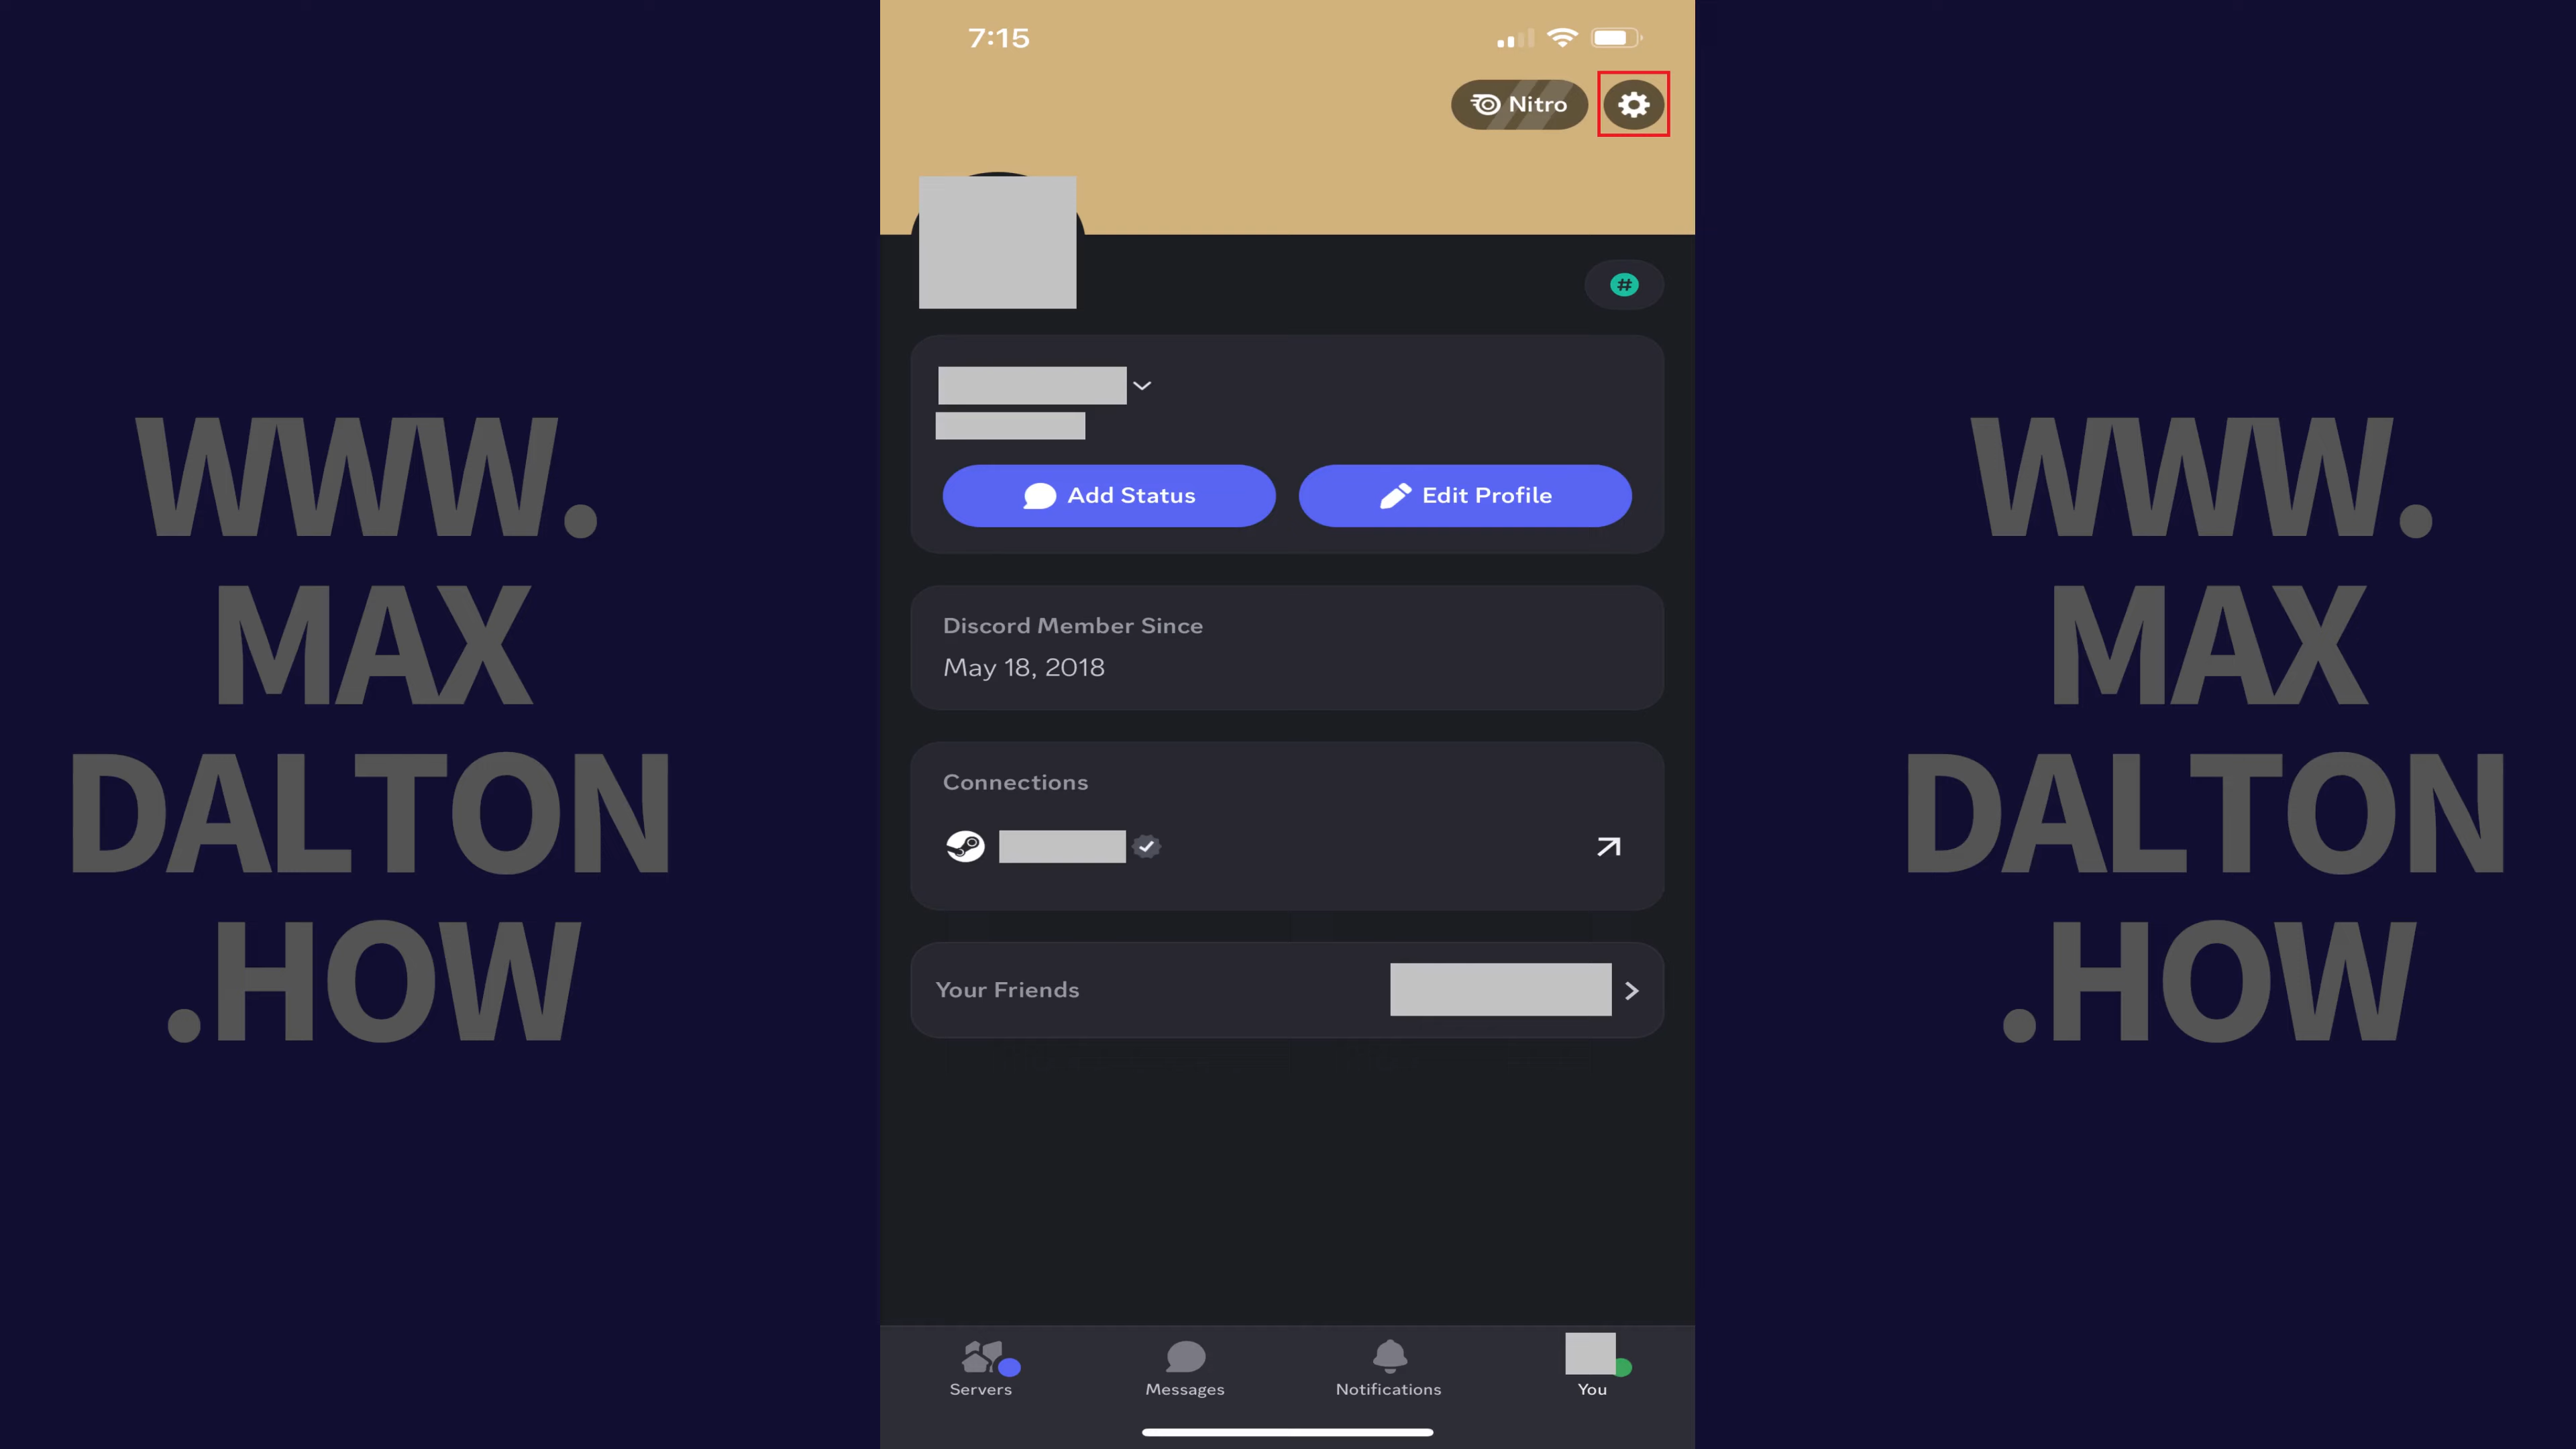 7:15
Nitro
Add Status
Edit Profile
Discord Member Since
May 18, 2018
Connections
Your Friends
Servers
Messages
Notifications
You
WWW.
MAX
DALTON
.HOW
WWW.
MAX
DALTON
.HOW